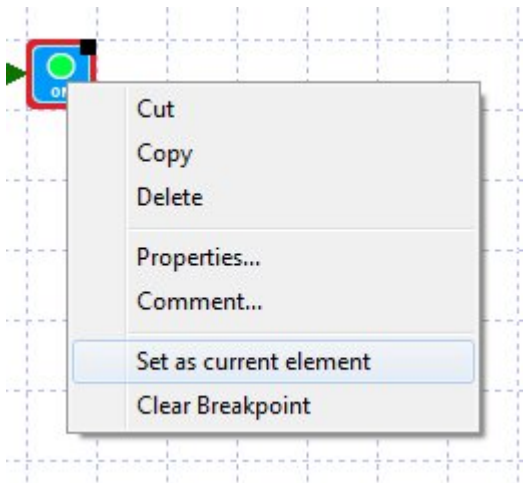 Cut
Copy
Delete
Properties...
Comment...
Set as current element
Clear Breakpoint